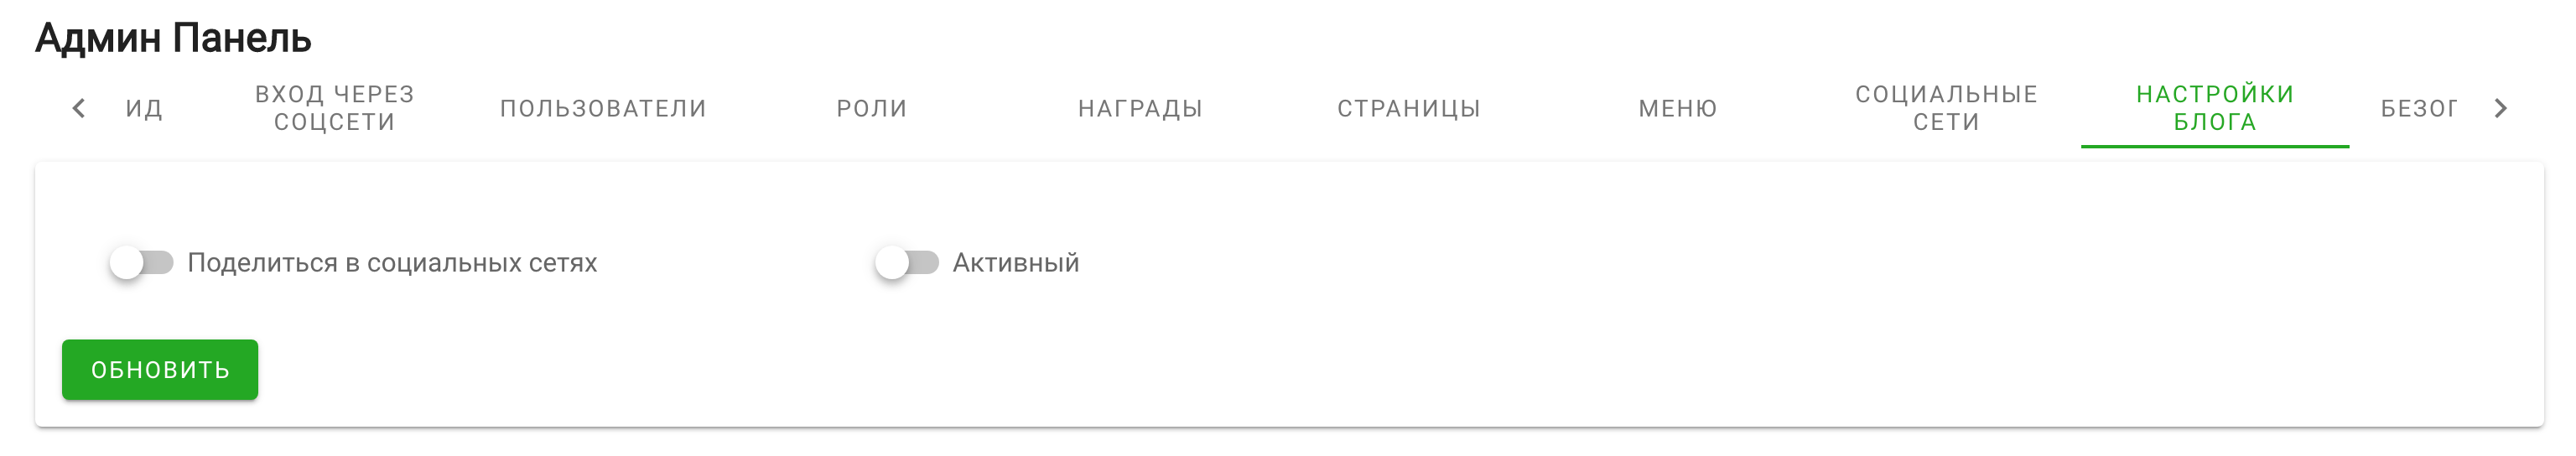 Админ Панель
ИД
ВХОД ЧЕРЕЗ
СОЦСЕТИ
ПОЛЬЗОВАТЕЛИ
РОЛИ
НАГРАДЫ
СТРАНИЦЫ
МЕНЮ
СОЦИАЛЬНЫЕ
СЕТИ
НАСТРОЙКИ
БЛОГА
БЕЗОГ
Поделиться в социальных сетях
Активный
ОБНОВИТЬ